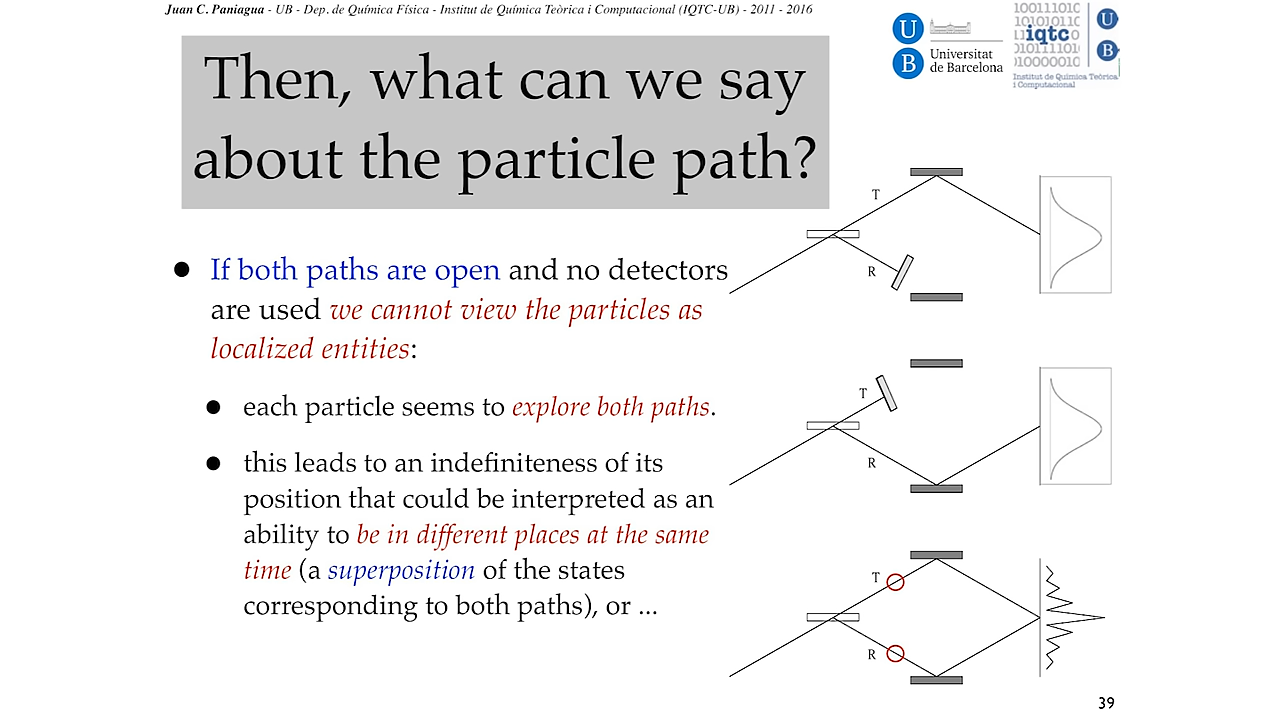 Juan C. Paniagua - UB - Dep. de Química Física - Institut de Química Teòrica i Computacional (IQTC-UB) - 2011 - 2016
U
B
Universitat
de Barcelona
iqtc
U
B
Institut de Química Teòrica
i Computacional
Then, what can we say
about the particle path?
● If both paths are open and no detectors
are used we cannot view the particles as
localized entities:
● each particle seems to explore both paths.
● this leads to an indefiniteness of its
position that could be interpreted as an
ability to be in different places at the same
time (a superposition of the states
corresponding to both paths), or ...
T
R
T
R
T
R
39